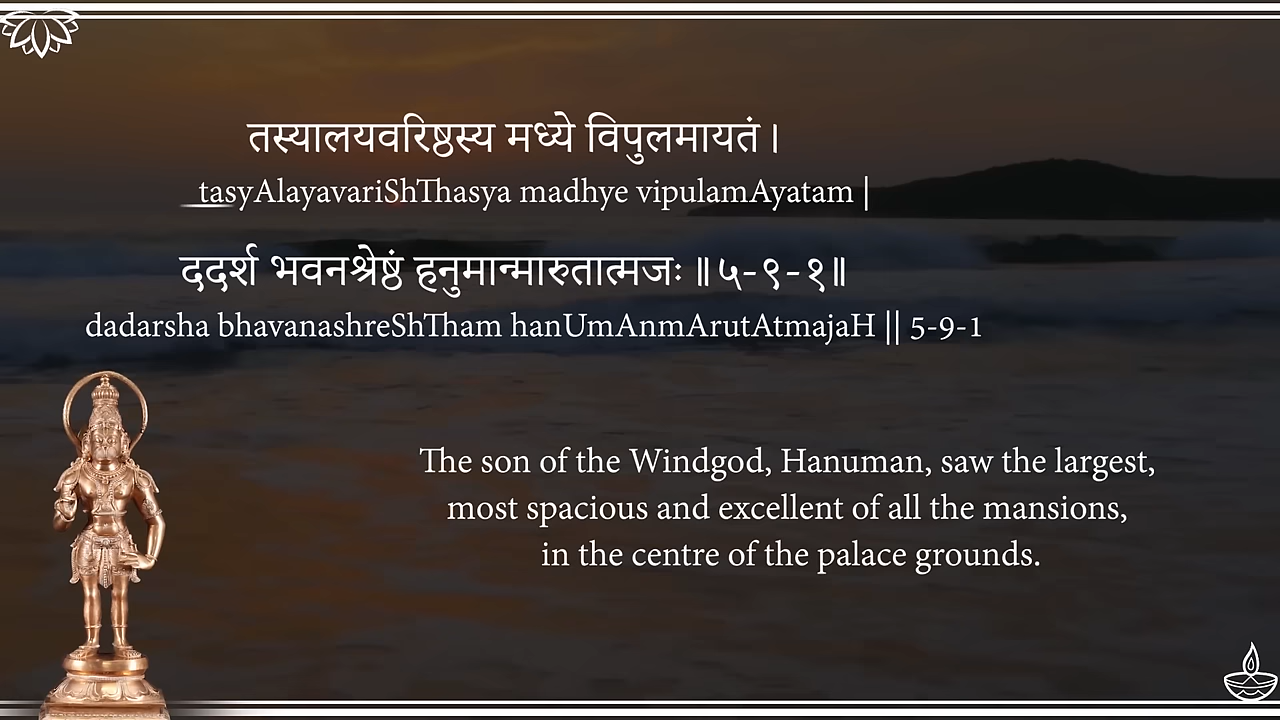 तस्यालयवरिष्ठस्य मध्ये विपुलमायतं।
tasyAlayavariShThasya madhye vipulamAyatam |
ददर्श भवनश्रेष्ठं हनुमान्मारुतात्मजः॥५-९-१॥
dadarsha bhavanashreShTham hanUmAnmArutAtmajaH || 5-9-1
The son of the Windgod, Hanuman, saw the largest,
most spacious and excellent of all the mansions,
in the centre of the palace grounds.